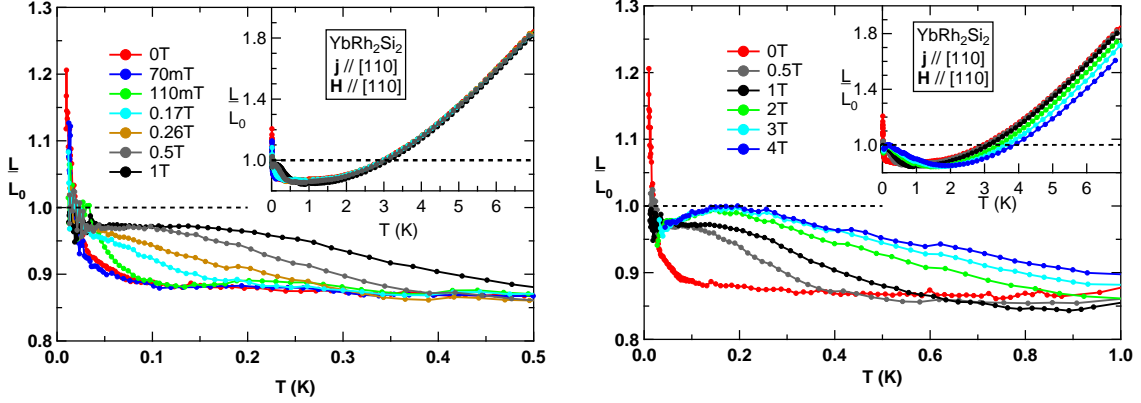 1.3
1.2
1.1
1.0
0.9
0.8
L
L0
0.0
0.1
0.2
0.3
0.4
0.5
T (K)
0T
70mT
110mT
0.17T
0.26T
0.5T
1T
1.8
1.4
1.0
L
L0
0
1
2
3
4
5
6
T (K)
YbRh2Si2
j // [110]
H // [110]
1.3
1.2
1.1
1.0
0.9
0.8
L
L0
0.0
0.2
0.4
0.6
0.8
1.0
T (K)
0T
0.5T
1T
2T
3T
4T
1.8
1.4
1.0
L
L0
0
1
2
3
4
5
6
T (K)
YbRh2Si2
j // [110]
H // [110]